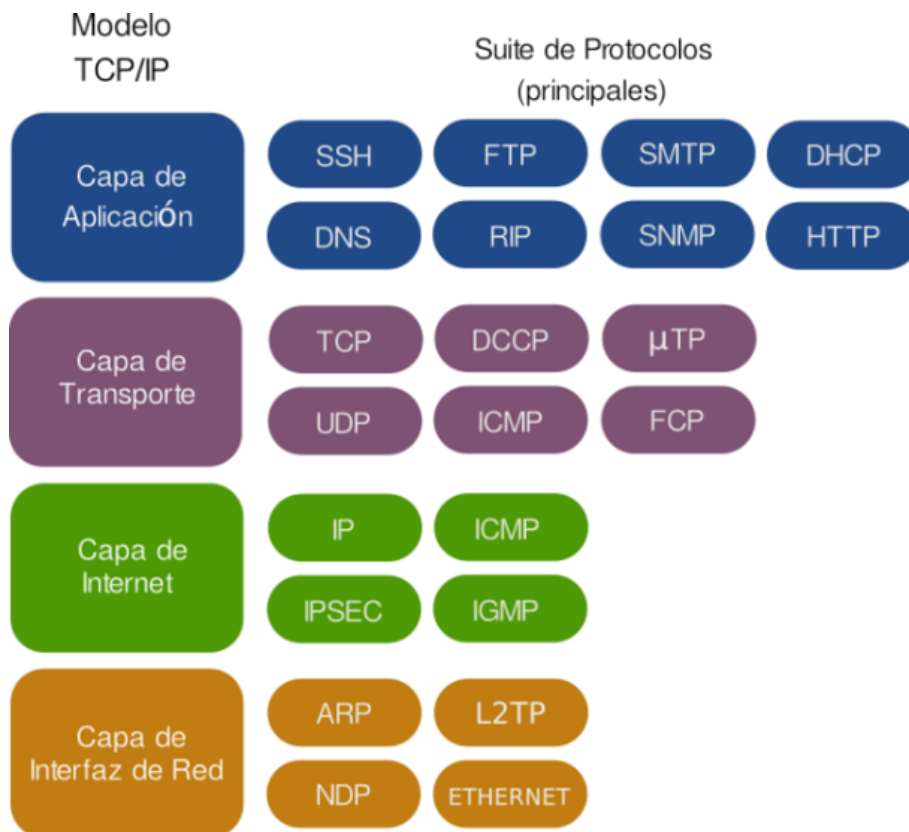 Modelo
TCP/IP
Suite de Protocolos
(principales)
Capa de
Aplicación
SSH
FTP
SMTP
DHCP
DNS
RIP
SNMP
HTTP
Capa de
Transporte
TCP
DCCP
µTP
UDP
ICMP
FCP
Capa de
Internet
IP
ICMP
IPSEC
IGMP
Capa de
Interfaz de Red
ARP
L2TP
NDP
ETHERNET